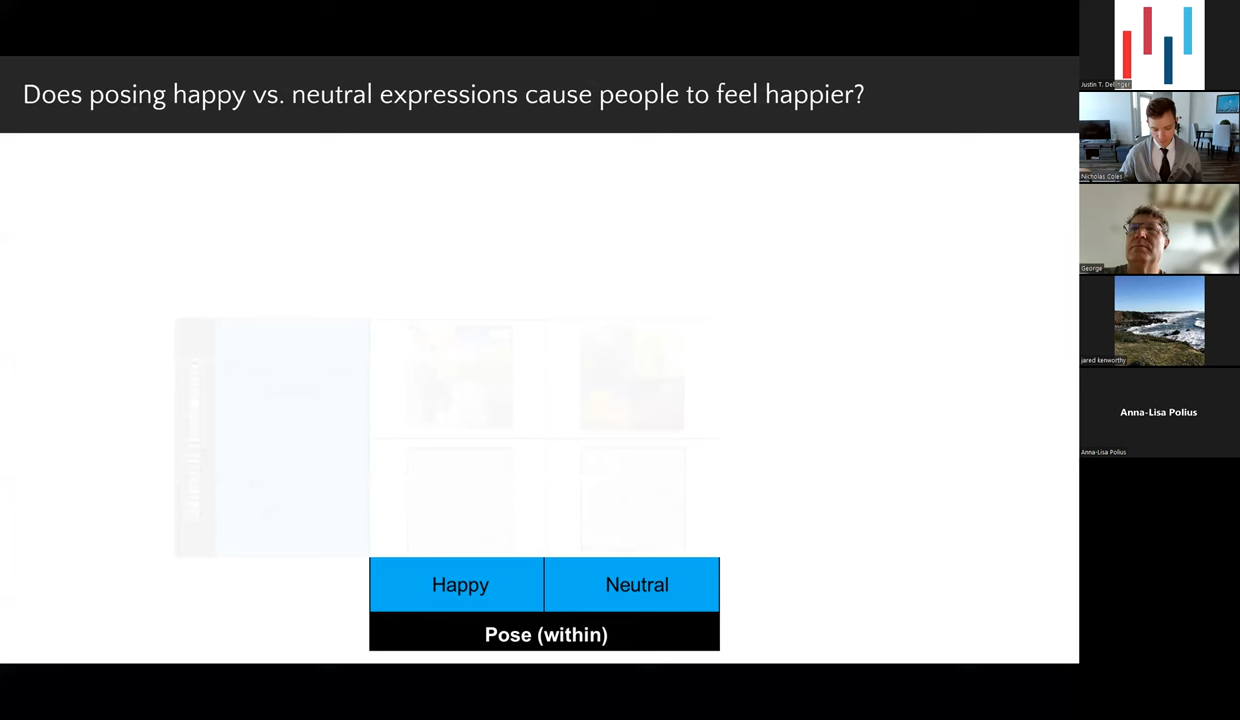 Does posing happy vs. neutral expressions cause people to feel happier?
Happy
Neutral
Pose (within)
Justin T. Dellinger
Nicholas Coles
George
jared kenworthy
Anna-Lisa Polius
Anna-Lisa Polius